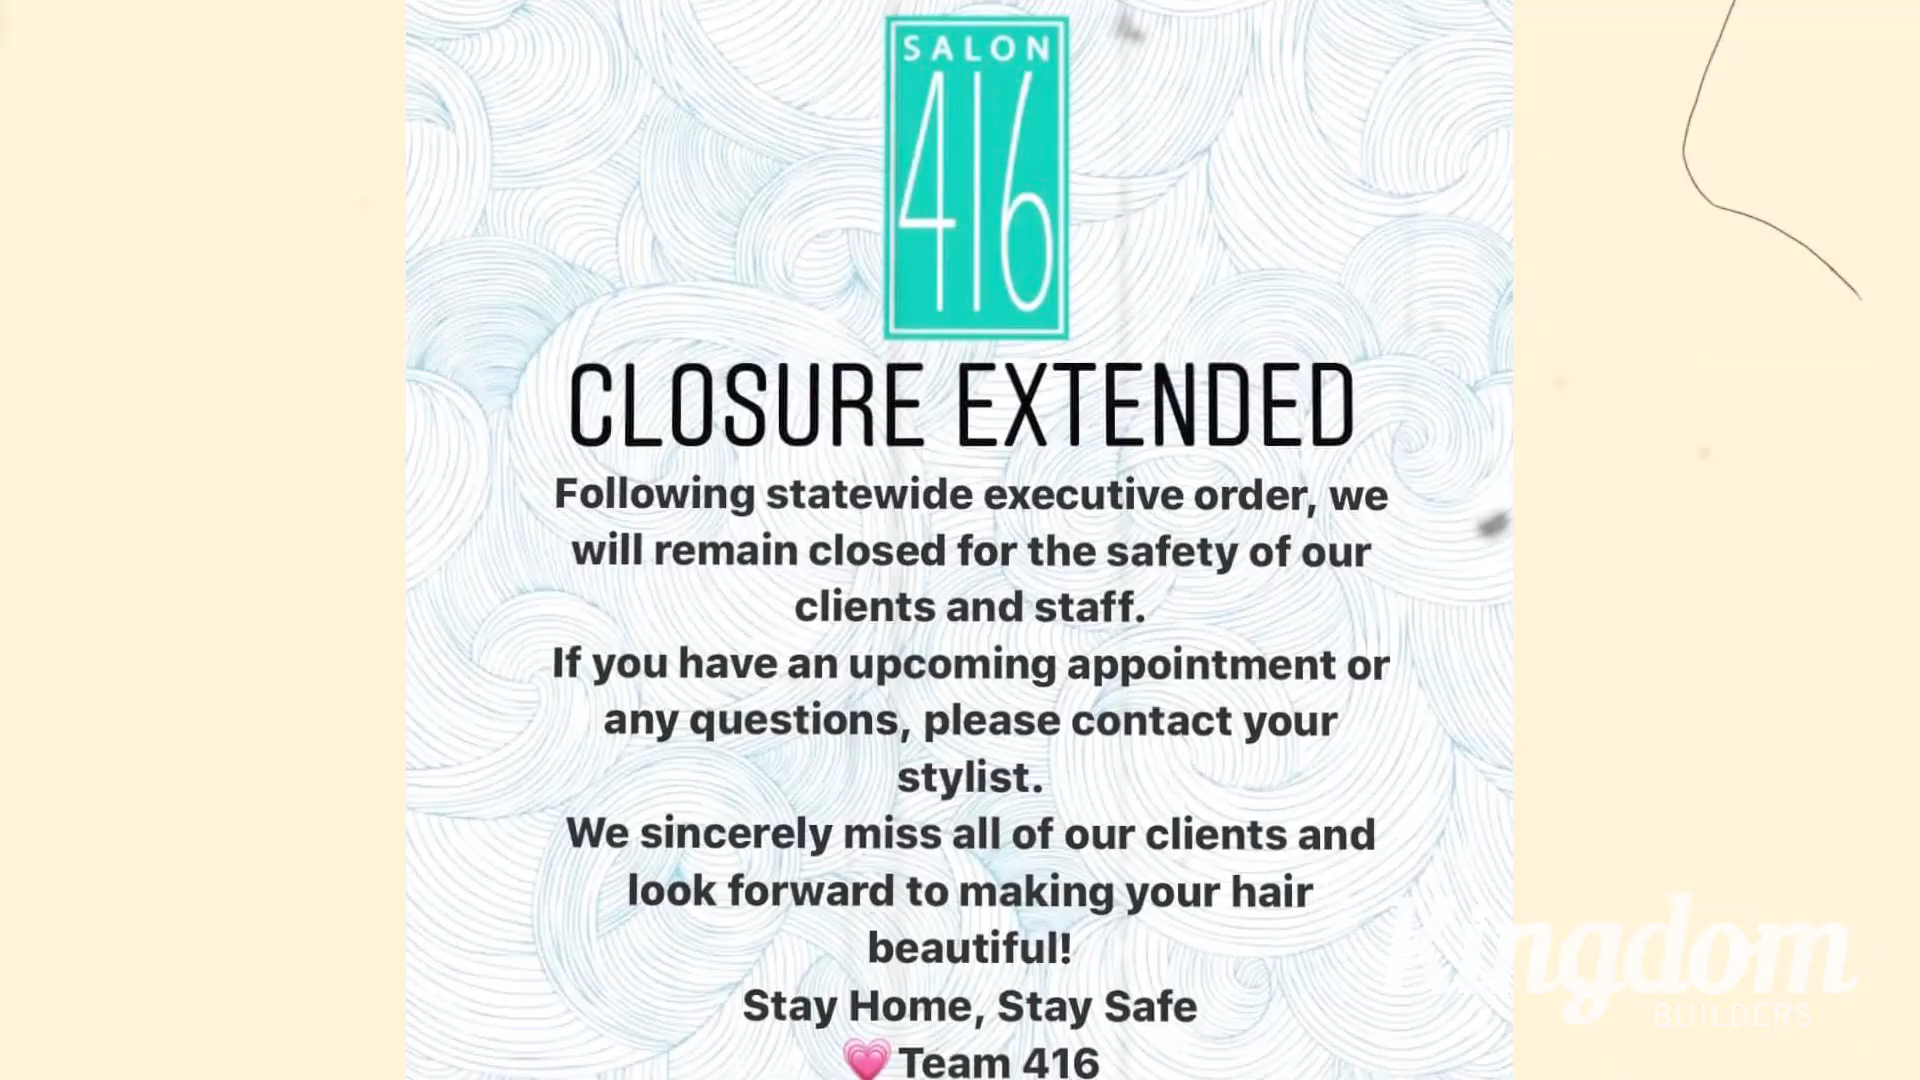 SALON
416
CLOSURE EXTENDED
Following statewide executive order, we
will remain closed for the safety of our
clients and staff.
If you have an upcoming appointment or
any questions, please contact your
stylist.
We sincerely miss all of our clients and
look forward to making your hair
beautiful!
Stay Home, Stay Safe
💗 Team 416
Kingdom
BUILDERS